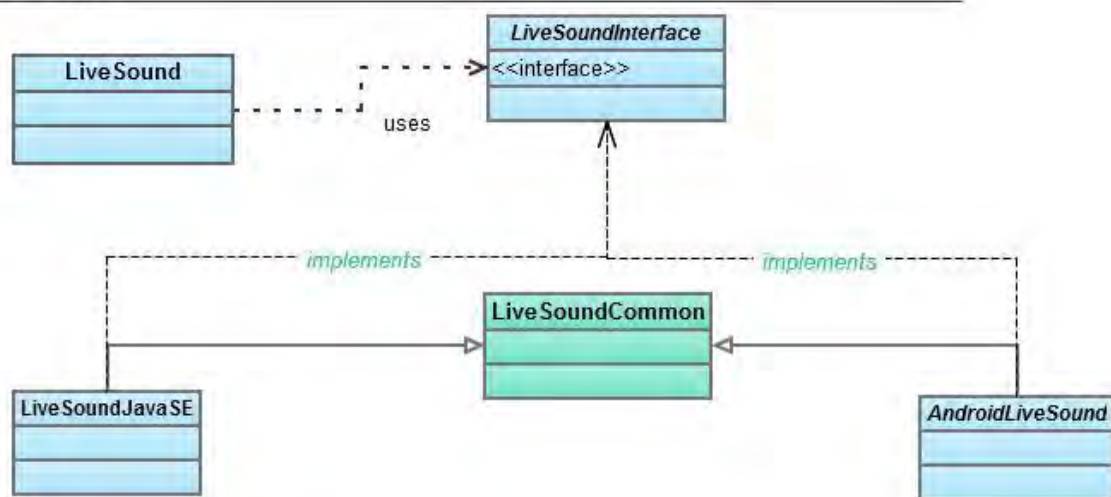 LiveSound
LiveSoundInterface
<<interface>>
uses
implements
implements
LiveSoundCommon
LiveSoundJavaSE
AndroidLiveSound